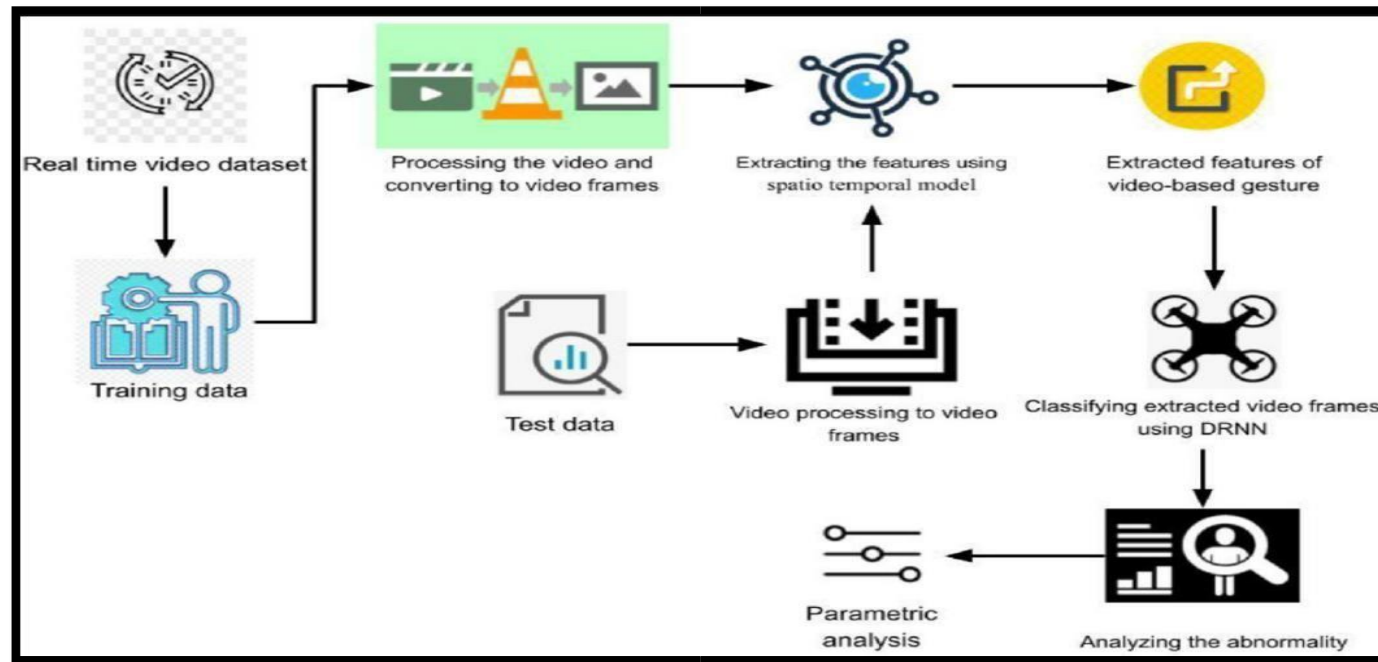 Real time video dataset
Processing the video and
converting to video frames
Extracting the features using
spatio temporal model
Extracted features of
video-based gesture
Training data
Test data
Video processing to video
frames
Classifying extracted video frames
using DRNN
Parametric
analysis
Analyzing the abnormality